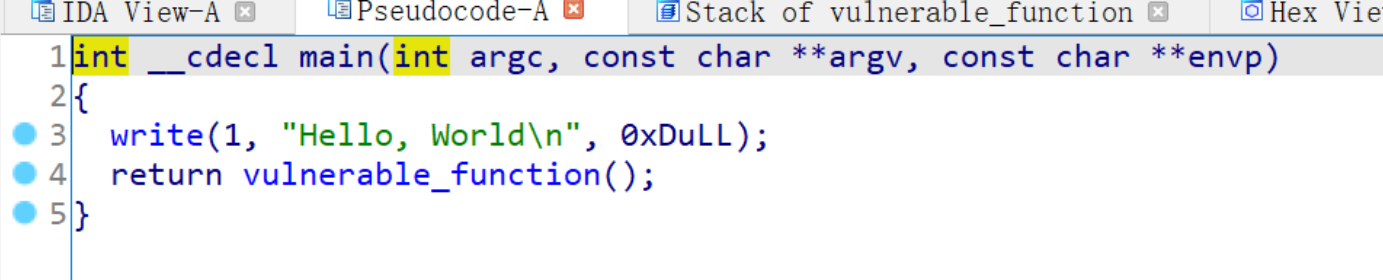 IDA View-A Pseudocode-A Stack of vulnerable_function Hex Vie
1 int __cdecl main(int argc, const char **argv, const char **envp)
2 {
3 write(1, "Hello, World\n", 0xDuLL);
4 return vulnerable_function();
5 }